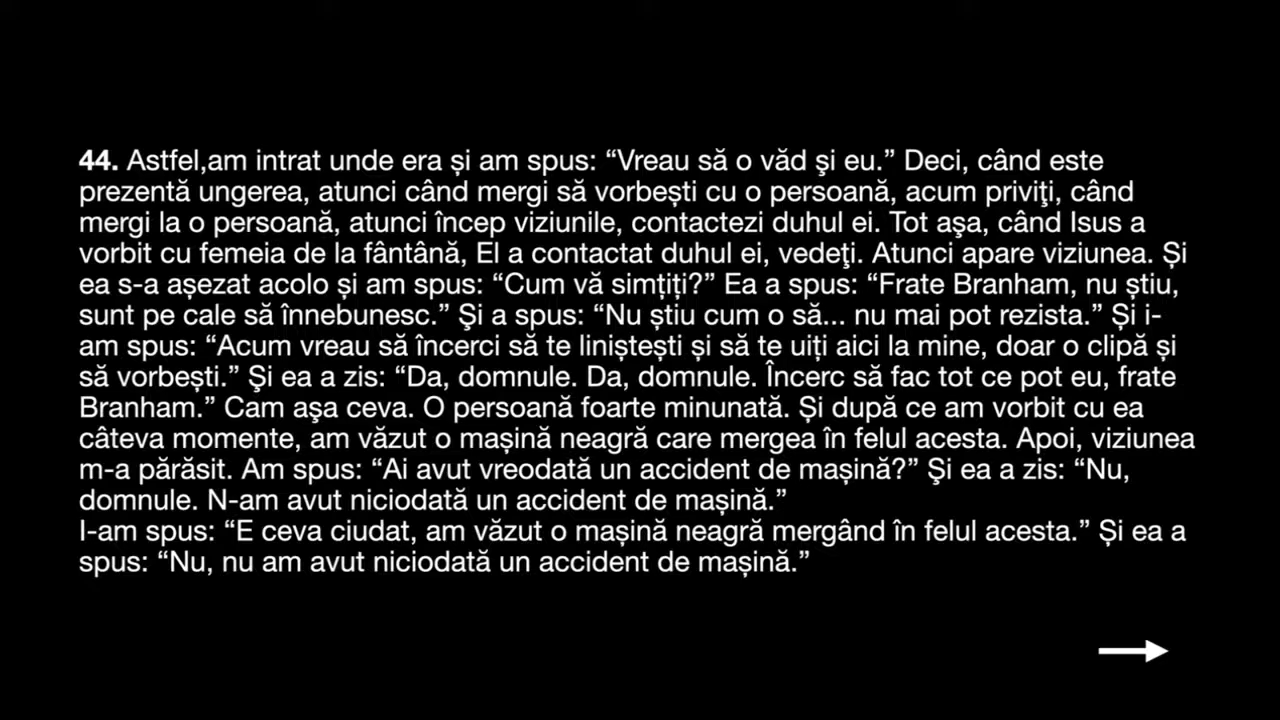 44. Astfel,am intrat unde era și am spus: “Vreau să o văd şi eu.” Deci, când este
prezentă ungerea, atunci când mergi să vorbești cu o persoană, acum priviţi, când
mergi la o persoană, atunci încep viziunile, contactezi duhul ei. Tot aşa, când Isus a
vorbit cu femeia de la fântână, El a contactat duhul ei, vedeţi. Atunci apare viziunea. Și
ea s-a așezat acolo și am spus: “Cum vă simțiți?” Ea a spus: “Frate Branham, nu știu,
sunt pe cale să înnebunesc.” Şi a spus: “Nu știu cum o să... nu mai pot rezista.” Și i-
am spus: “Acum vreau să încerci să te liniștești și să te uiți aici la mine, doar o clipă și
să vorbești.” Şi ea a zis: “Da, domnule. Da, domnule. Încerc să fac tot ce pot eu, frate
Branham.” Cam aşa ceva. O persoană foarte minunată. Și după ce am vorbit cu ea
câteva momente, am văzut o mașină neagră care mergea în felul acesta. Apoi, viziunea
m-a părăsit. Am spus: “Ai avut vreodată un accident de mașină?” Şi ea a zis: “Nu,
domnule. N-am avut niciodată un accident de mașină.”
I-am spus: “E ceva ciudat, am văzut o mașină neagră mergând în felul acesta.” Și ea a
spus: “Nu, nu am avut niciodată un accident de mașină.”